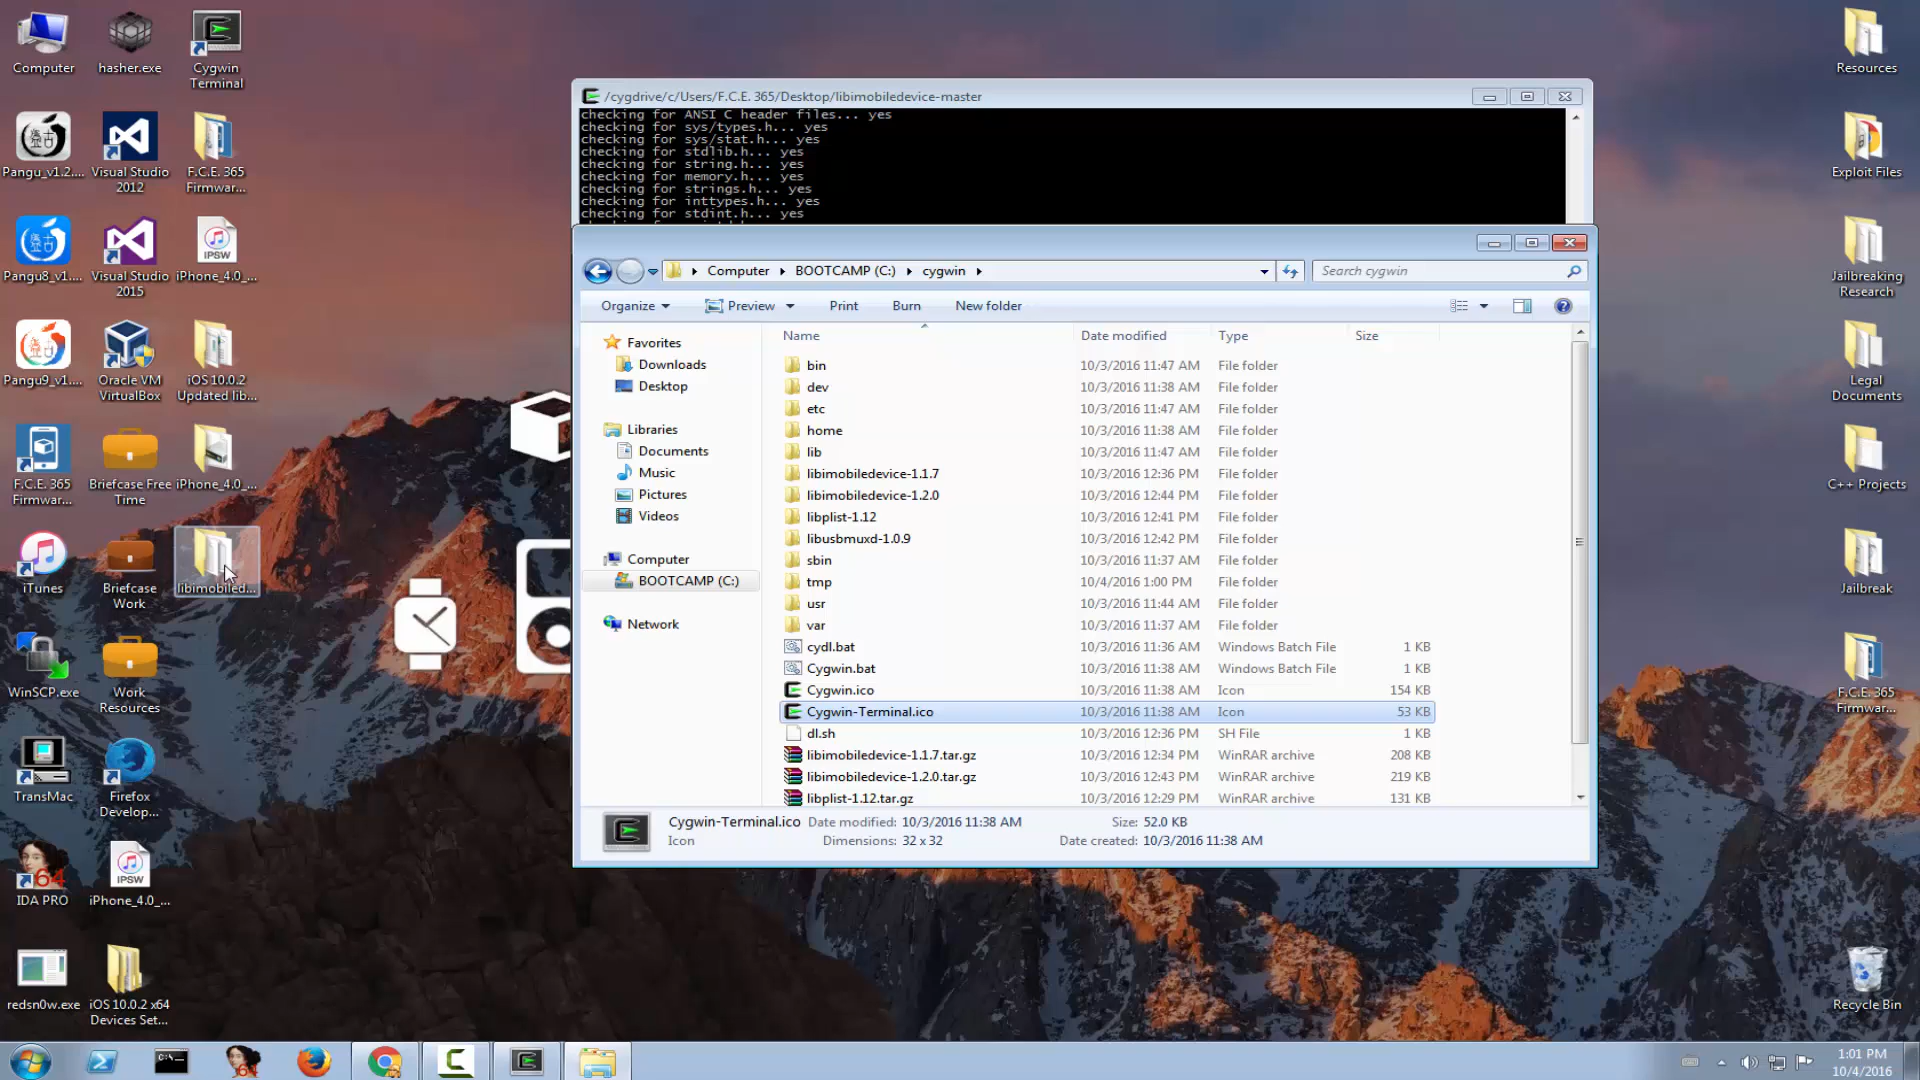 Computer
hasher.exe
Cygwin
Terminal
Pangu_v1.2....
Visual Studio
2012
F.C.E. 365
Firmwar...
Pangu8_v1....
Visual Studio
2015
IPSW
iPhone_4.0_...
Pangu9_v1....
Oracle VM
VirtualBox
iOS 10.0.2
Updated lib...
F.C.E. 365
Firmwar...
Briefcase Free
Time
iPhone_4.0_...
iTunes
Briefcase
Work
libimobiled...
WinSCP.exe
Work
Resources
TransMac
Firefox
Develop...
64
IDA PRO
IPSW
iPhone_4.0_...
redsn0w.exe
iOS 10.0.2 x64
Devices Set...
/cygdrive/c/Users/F.C.E. 365/Desktop/libimobiledevice-master
checking for ANSI C header files... yes
checking for sys/types.h... yes
checking for sys/stat.h... yes
checking for stdlib.h... yes
checking for string.h... yes
checking for memory.h... yes
checking for strings.h... yes
checking for inttypes.h... yes
checking for stdint.h... yes
Computer BOOTCAMP (C:) cygwin
Search cygwin
Organize Preview Print Burn New folder
Favorites
Downloads
Desktop
Libraries
Documents
Music
Pictures
Videos
Computer
BOOTCAMP (C:)
Network
Name Date modified Type Size
bin 10/3/2016 11:47 AM File folder
dev 10/3/2016 11:38 AM File folder
etc 10/3/2016 11:47 AM File folder
home 10/3/2016 11:38 AM File folder
lib 10/3/2016 11:47 AM File folder
libimobiledevice-1.1.7 10/3/2016 12:36 PM File folder
libimobiledevice-1.2.0 10/3/2016 12:44 PM File folder
libplist-1.12 10/3/2016 12:41 PM File folder
libusbmuxd-1.0.9 10/3/2016 12:42 PM File folder
sbin 10/3/2016 11:37 AM File folder
tmp 10/4/2016 1:00 PM File folder
usr 10/3/2016 11:44 AM File folder
var 10/3/2016 11:37 AM File folder
cydl.bat 10/3/2016 11:36 AM Windows Batch File 1 KB
Cygwin.bat 10/3/2016 11:38 AM Windows Batch File 1 KB
Cygwin.ico 10/3/2016 11:38 AM Icon 154 KB
Cygwin-Terminal.ico 10/3/2016 11:38 AM Icon 53 KB
dl.sh 10/3/2016 12:36 PM SH File 1 KB
libimobiledevice-1.1.7.tar.gz 10/3/2016 12:34 PM WinRAR archive 208 KB
libimobiledevice-1.2.0.tar.gz 10/3/2016 12:43 PM WinRAR archive 219 KB
libplist-1.12.tar.gz 10/3/2016 12:29 PM WinRAR archive 131 KB
Cygwin-Terminal.ico Date modified: 10/3/2016 11:38 AM Size: 52.0 KB
Icon Dimensions: 32 x 32 Date created: 10/3/2016 11:38 AM
Resources
Exploit Files
Jailbreaking
Research
Legal
Documents
C++ Projects
Jailbreak
F.C.E. 365
Firmwar...
Recycle Bin
C:\_
64
1:01 PM
10/4/2016